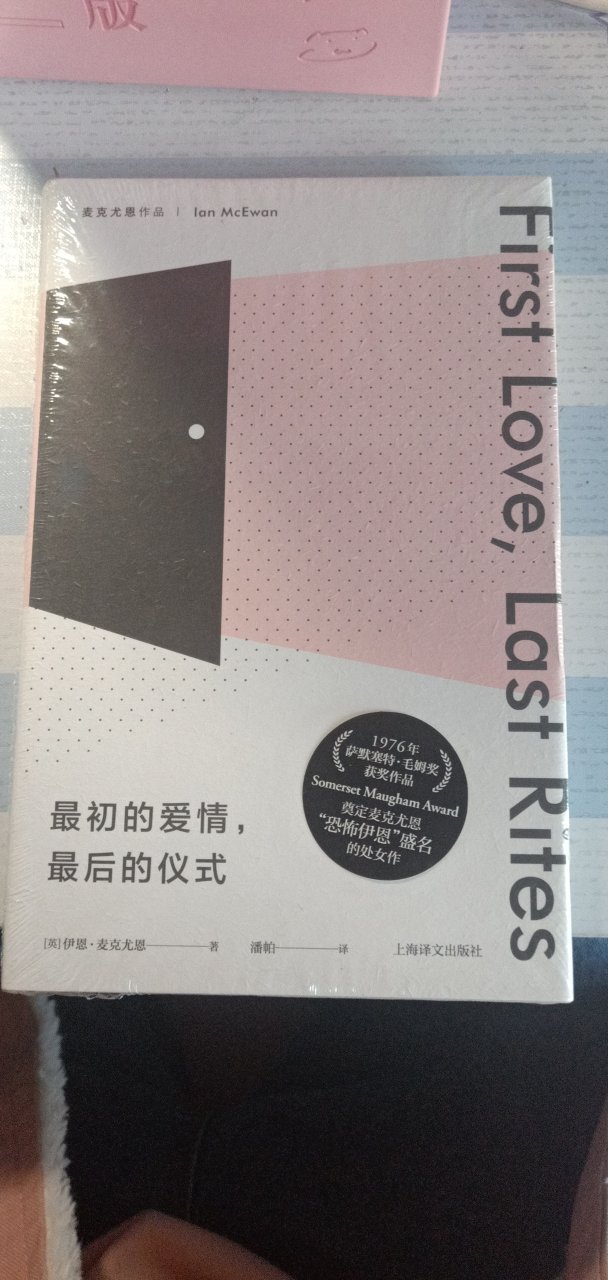 版
麦克尤恩作品 | Ian McEwan
First Love, Last Rites
1976年
萨默塞特·毛姆奖
获奖作品
Somerset Maugham Award
奠定麦克尤恩
“恐怖伊恩”盛名
的处女作
最初的爱情，
最后的仪式
[英]伊恩·麦克尤恩————著 潘帕————译 上海译文出版社